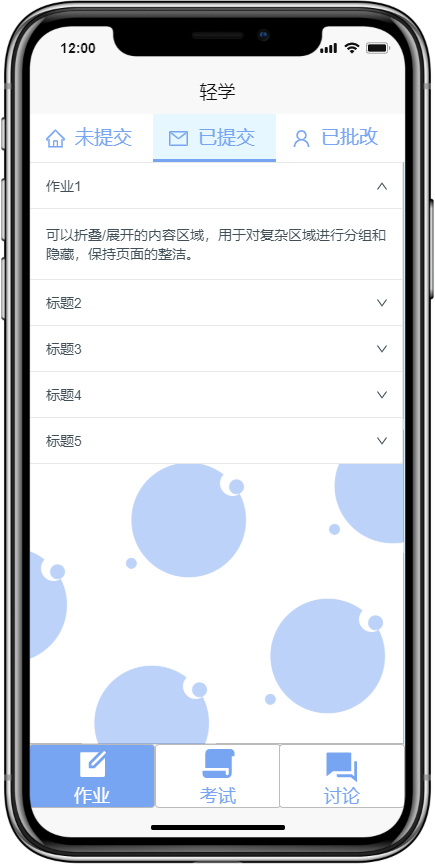 12:00
轻学
未提交 已提交 已批改
作业1
可以折叠/展开的内容区域，用于对复杂区域进行分组和
隐藏，保持页面的整洁。
标题2
标题3
标题4
标题5
作业 考试 讨论